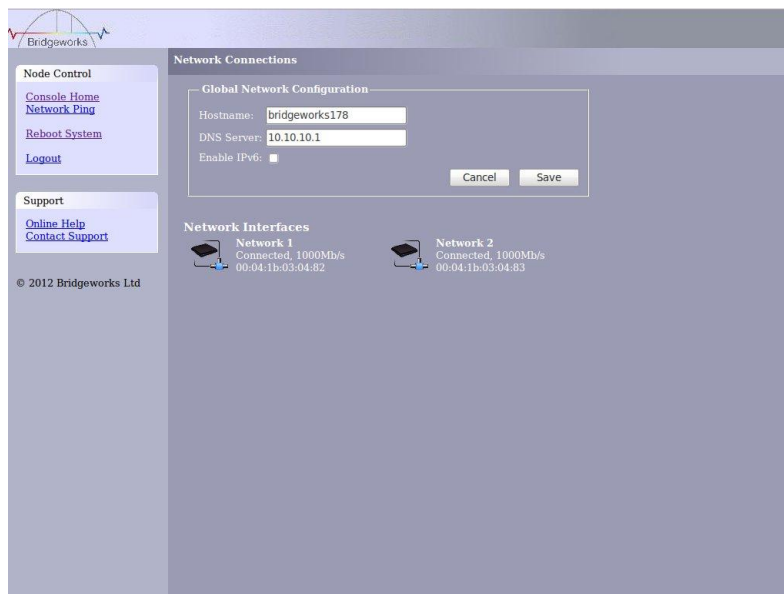 Bridgeworks
Node Control
Console Home
Network Ping
Reboot System
Logout
Support
Online Help
Contact Support
© 2012 Bridgeworks Ltd
Network Connections
Global Network Configuration
Hostname: bridgeworks178
DNS Server: 10.10.10.1
Enable IPv6:
Cancel Save
Network Interfaces
Network 1
Connected, 1000Mb/s
00:04:1b:03:04:82
Network 2
Connected, 1000Mb/s
00:04:1b:03:04:83